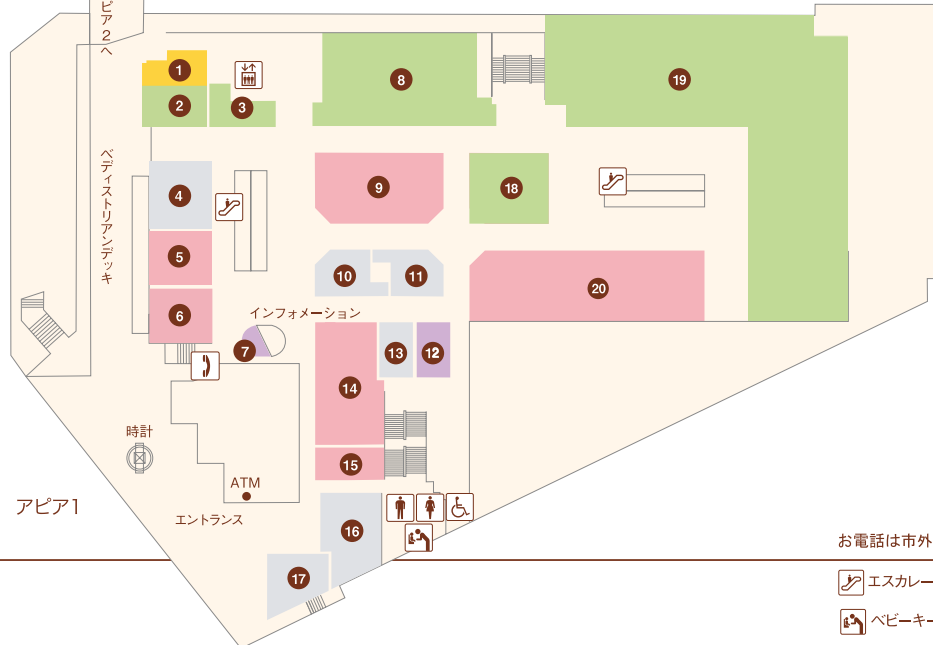 ピア2へ
1
2
3
8
19
ペディストリアンデッキ
4
9
18
5
10
11
20
6
インフォメーション
7
13
12
14
時計
15
ATM
アピア1
エントランス
16
17
お電話は市外
エスカレー
ベビーキー